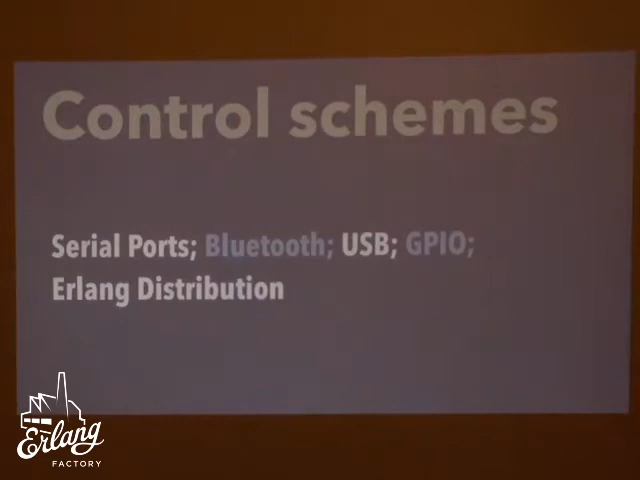 Control schemes
Serial Ports; Bluetooth; USB; GPIO;
Erlang Distribution
Erlang
FACTORY